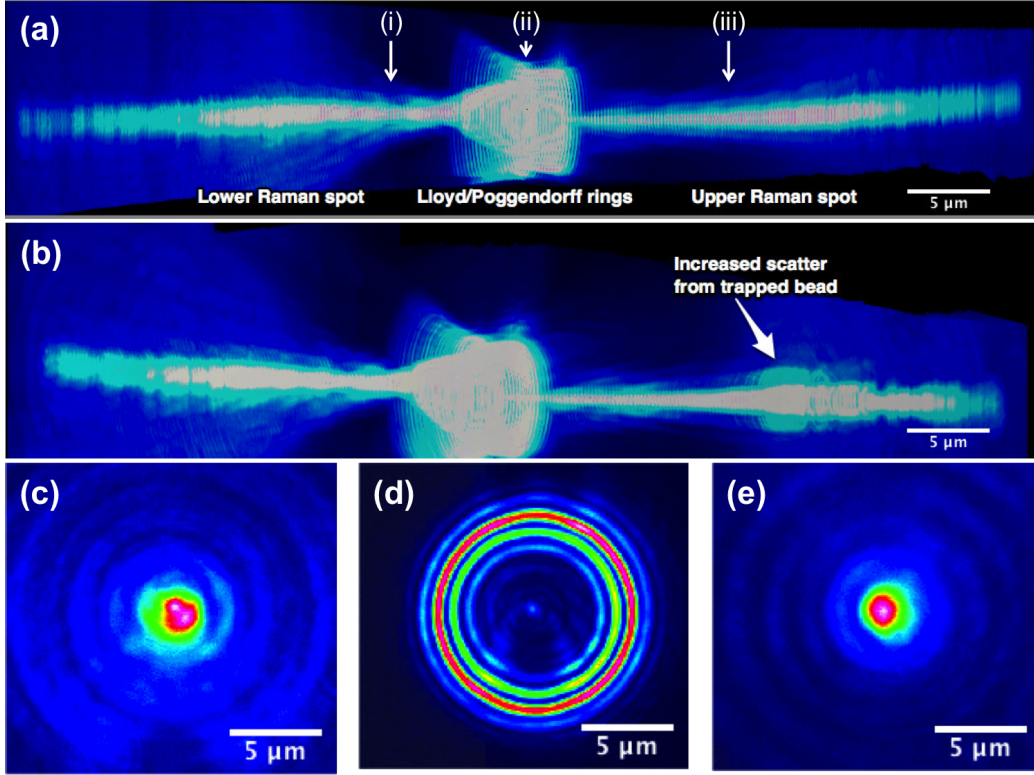 (a)
(i)
(ii)
(iii)
Lower Raman spot
Lloyd/Poggendorff rings
Upper Raman spot
5 μm
(b)
Increased scatter
from trapped bead
5 μm
(c)
5 μm
(d)
5 μm
(e)
5 μm